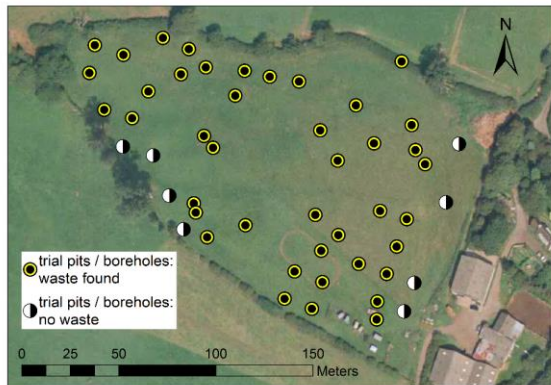 N
trial pits / boreholes:
waste found
trial pits / boreholes:
no waste
0 25 50 100 150
Meters